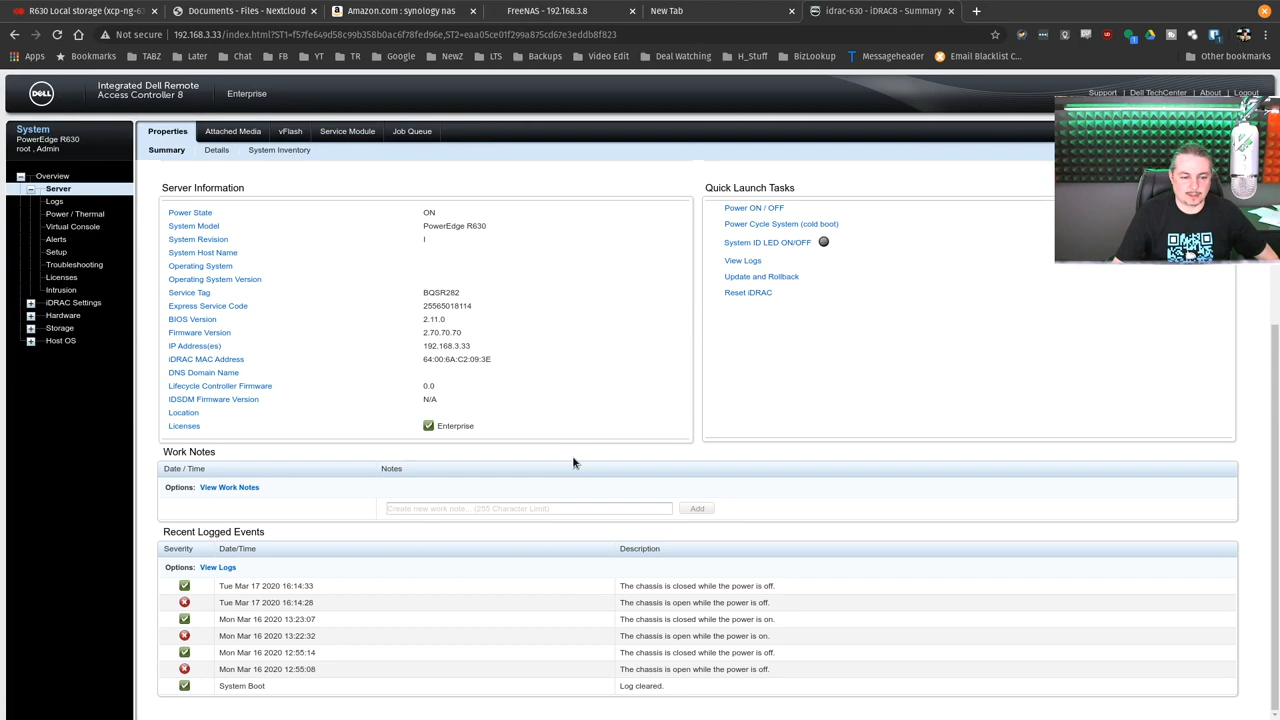 R630 Local storage (xcp-ng-63
Documents - Files - Nextcloud
Amazon.com : synology nas
FreeNAS - 192.168.3.8
New Tab
idrac-630 - iDRAC8 - Summary
Not secure
192.168.3.33/index.html?ST1=f57fe649d58c99b358b0ac6f78fed96e,ST2=eaa05ce01f299a875cd67e3eddb8f823
Apps
Bookmarks
TABZ
Later
Chat
FB
YT
TR
Google
NewZ
LTS
Backups
Video Edit
Deal Watching
H_Stuff
BizLookup
Messageheader
Email Blacklist C...
Other bookmarks
DELL
Integrated Dell Remote
Access Controller 8
Enterprise
Support | Dell TechCenter | About | Logout
System
PowerEdge R630
root , Admin
Overview
Server
Logs
Power / Thermal
Virtual Console
Alerts
Setup
Troubleshooting
Licenses
Intrusion
iDRAC Settings
Hardware
Storage
Host OS
Properties
Attached Media
vFlash
Service Module
Job Queue
Summary
Details
System Inventory
Server Information
Power State ON
System Model PowerEdge R630
System Revision I
System Host Name
Operating System
Operating System Version
Service Tag BQSR282
Express Service Code 25565018114
BIOS Version 2.11.0
Firmware Version 2.70.70.70
IP Address(es) 192.168.3.33
iDRAC MAC Address 64:00:6A:C2:09:3E
DNS Domain Name
Lifecycle Controller Firmware 0.0
IDSDM Firmware Version N/A
Location
Licenses Enterprise
Quick Launch Tasks
Power ON / OFF
Power Cycle System (cold boot)
System ID LED ON/OFF
View Logs
Update and Rollback
Reset iDRAC
Work Notes
Date / Time Notes
Options: View Work Notes
Create new work note... (255 Character Limit) Add
Recent Logged Events
Severity Date/Time Description
Options: View Logs
Tue Mar 17 2020 16:14:33 The chassis is closed while the power is off.
Tue Mar 17 2020 16:14:28 The chassis is open while the power is off.
Mon Mar 16 2020 13:23:07 The chassis is closed while the power is on.
Mon Mar 16 2020 13:22:32 The chassis is open while the power is on.
Mon Mar 16 2020 12:55:14 The chassis is closed while the power is off.
Mon Mar 16 2020 12:55:08 The chassis is open while the power is off.
System Boot Log cleared.